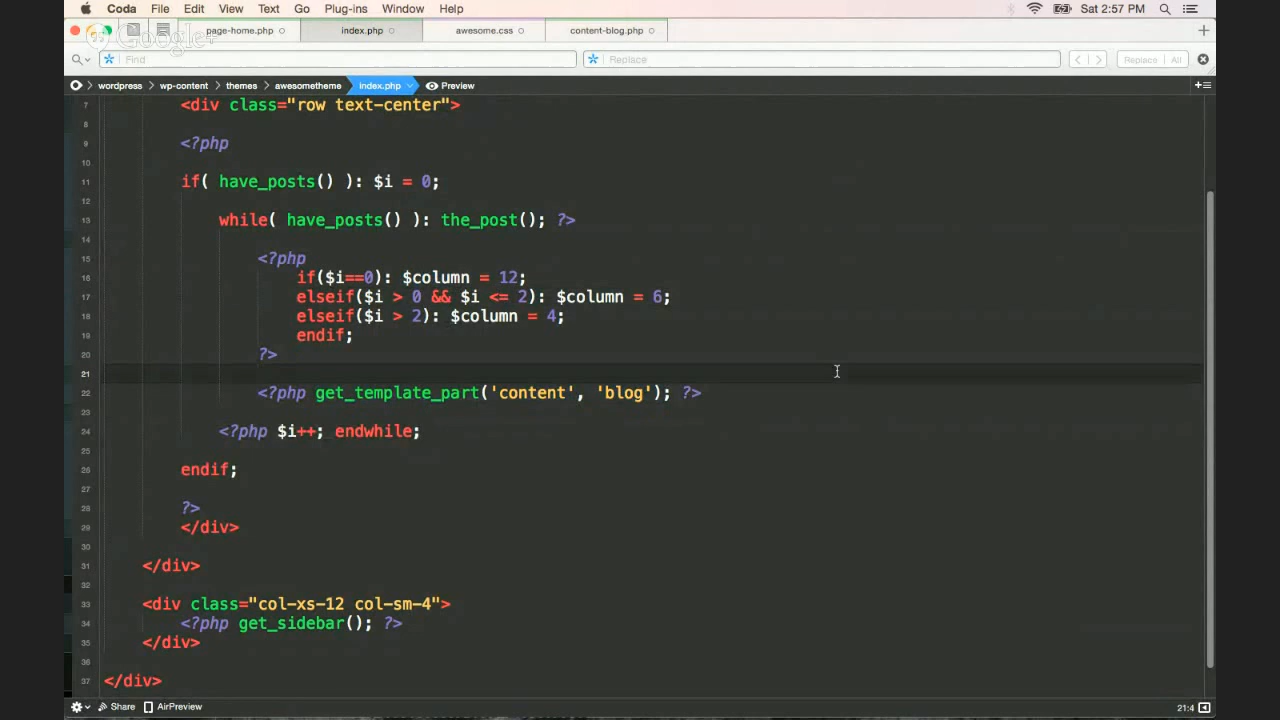 Coda File Edit View Text Go Plug-ins Window Help Sat 2:57 PM
Google+
page-home.php index.php awesome.css content-blog.php
Find Replace Replace All
wordpress wp-content themes awesometheme index.php Preview
7 <div class="row text-center">
8
9 <?php
10
11 if( have_posts() ): $i = 0;
12
13 while( have_posts() ): the_post(); ?>
14
15 <?php
16 if($i==0): $column = 12;
17 elseif($i > 0 && $i <= 2): $column = 6;
18 elseif($i > 2): $column = 4;
19 endif;
20 ?>
21
22 <?php get_template_part('content', 'blog'); ?>
23
24 <?php $i++; endwhile;
25
26 endif;
27
28 ?>
29 </div>
30
31 </div>
32
33 <div class="col-xs-12 col-sm-4">
34 <?php get_sidebar(); ?>
35 </div>
36
37 </div>
Share AirPreview 21:4